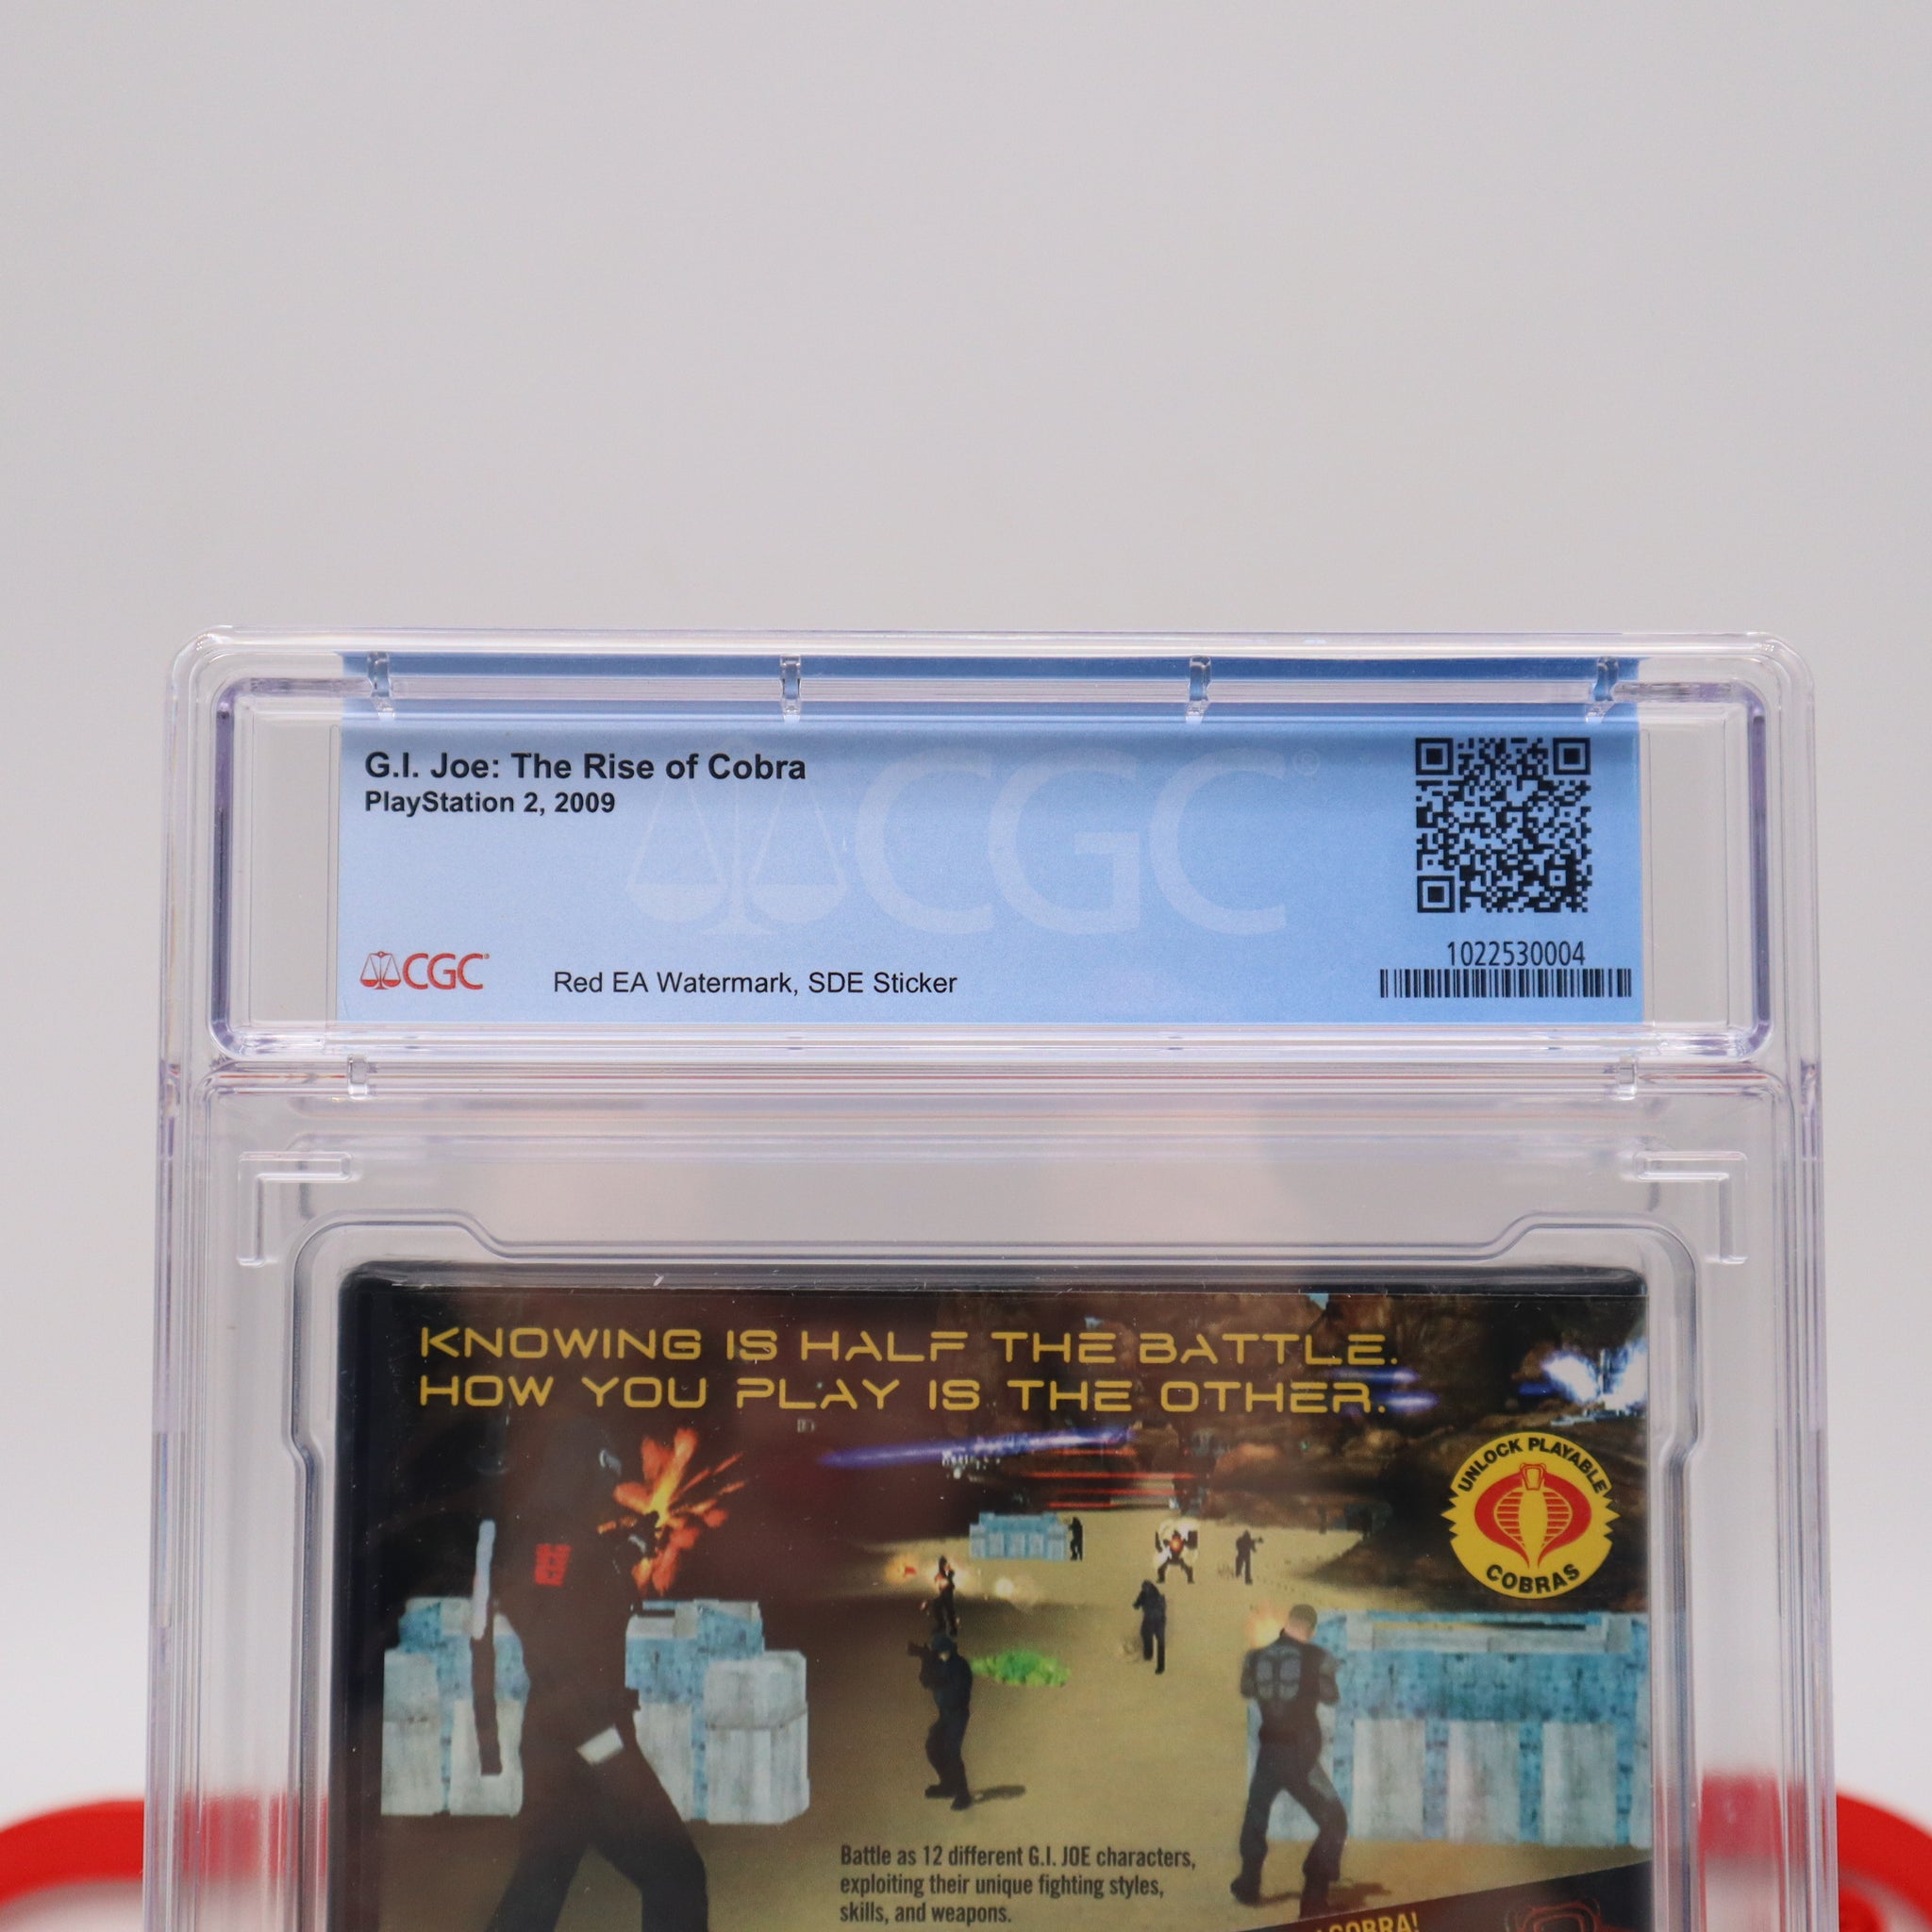 G.I. Joe: The Rise of Cobra
PlayStation 2, 2009
CGC®
1022530004
CGC
Red EA Watermark, SDE Sticker
KNOWING IS HALF THE BATTLE.
HOW YOU PLAY IS THE OTHER.
UNLOCK PLAYABLE
COBRAS
Battle as 12 different G.I. JOE characters,
exploiting their unique fighting styles,
skills, and weapons.
COBRA!